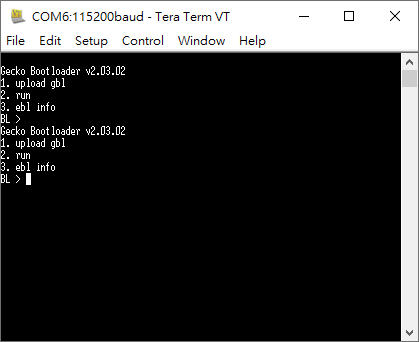 COM6:115200baud - Tera Term VT
File Edit Setup Control Window Help
Gecko Bootloader v2.03.02
1. upload gbl
2. run
3. ebl info
BL >
Gecko Bootloader v2.03.02
1. upload gbl
2. run
3. ebl info
BL >